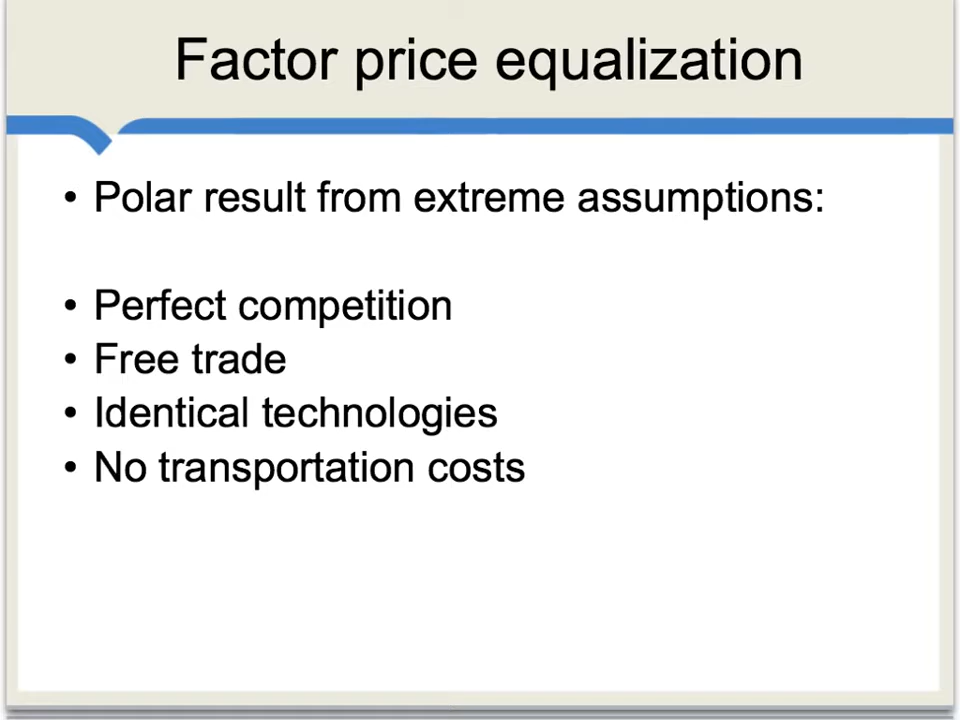 Factor price equalization
• Polar result from extreme assumptions:
• Perfect competition
• Free trade
• Identical technologies
• No transportation costs